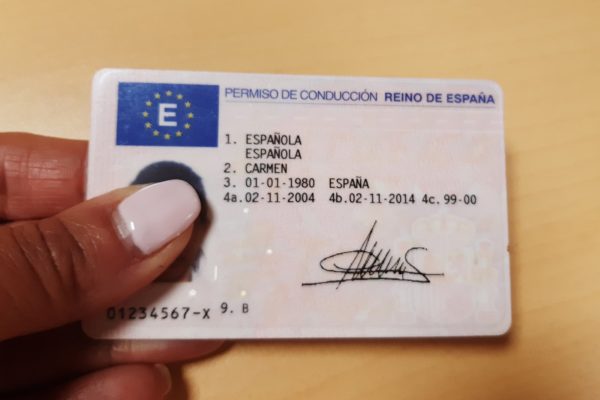 E
PERMISO DE CONDUCCIÓN REINO DE ESPAÑA
1. ESPAÑOLA
ESPAÑOLA
2. CARMEN
3. 01-01-1980 ESPAÑA
4a.02-11-2004 4b.02-11-2014 4c.99-00
01234567-X 9. B